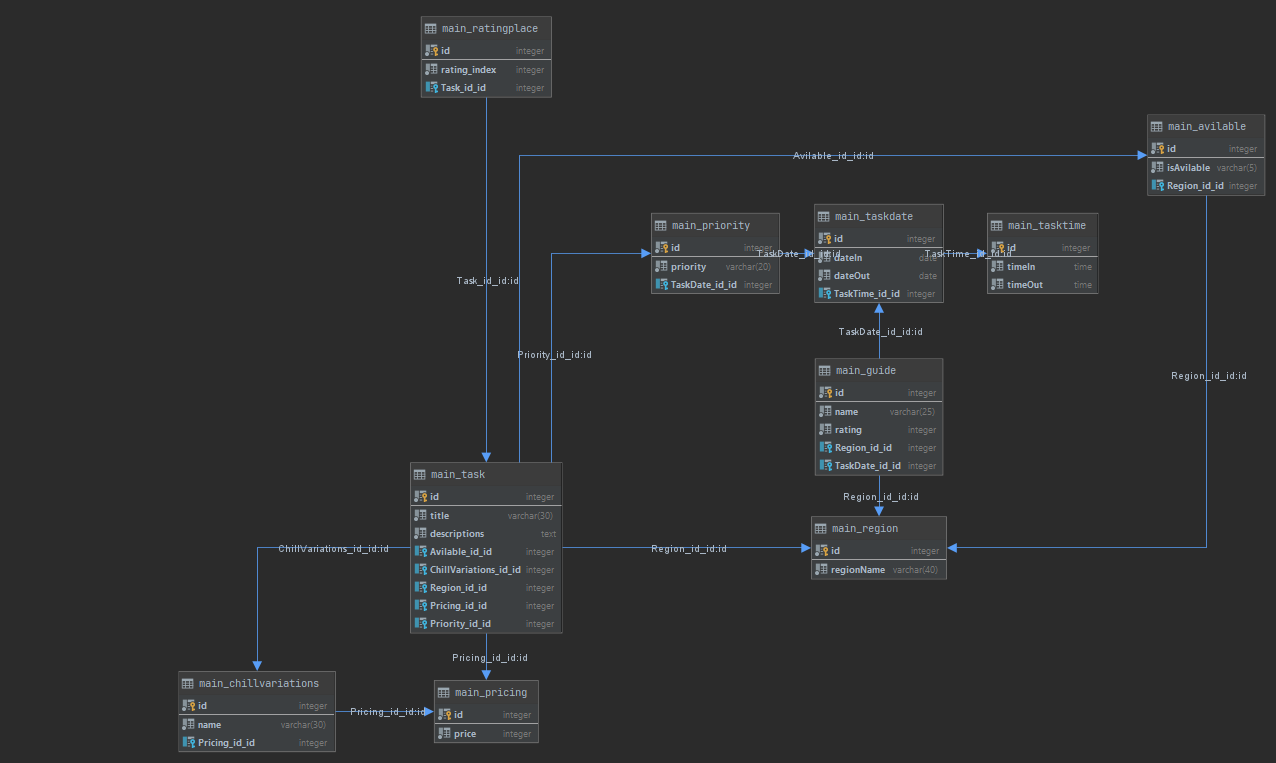 main_ratingplace
id integer
rating_index integer
Task_id_id integer
main_avilable
id integer
isAvilable varchar(5)
Region_id_id integer
Avilable_id_id:id
main_priority
id integer
priority varchar(20)
TaskDate_id_id integer
TaskDate_id_id:id
main_taskdate
id integer
dateIn date
dateOut date
TaskTime_id_id integer
TaskTime_id_id:id
main_tasktime
id integer
timeIn time
timeOut time
Task_id_id:id
TaskDate_id_id:id
Priority_id_id:id
main_guide
id integer
name varchar(25)
rating integer
Region_id_id integer
TaskDate_id_id integer
Region_id_id:id
Region_id_id:id
main_task
id integer
title varchar(30)
descriptions text
Avilable_id_id integer
ChillVariations_id_id integer
Region_id_id integer
Pricing_id_id integer
Priority_id_id integer
ChillVariations_id_id:id
Region_id_id:id
main_region
id integer
regionName varchar(40)
Pricing_id_id:id
main_chillvariations
id integer
name varchar(30)
Pricing_id_id integer
Pricing_id_id:id
main_pricing
id integer
price integer